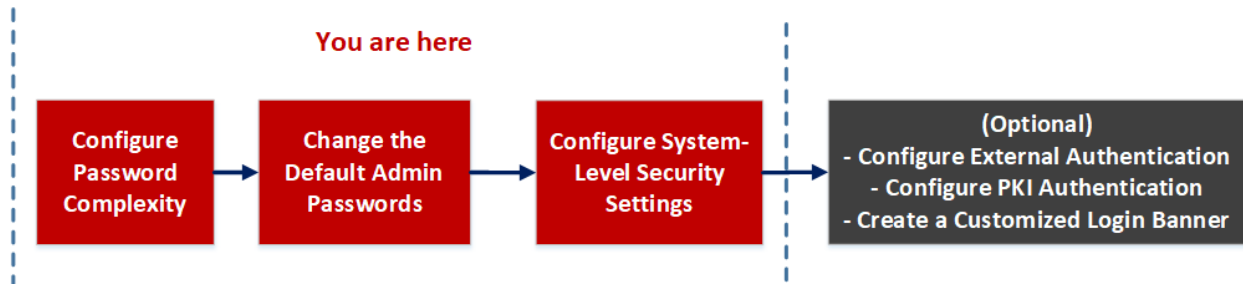 You are here
Configure
Password
Complexity
Change the
Default Admin
Passwords
Configure System-
Level Security
Settings
(Optional)
- Configure External Authentication
- Configure PKI Authentication
- Create a Customized Login Banner